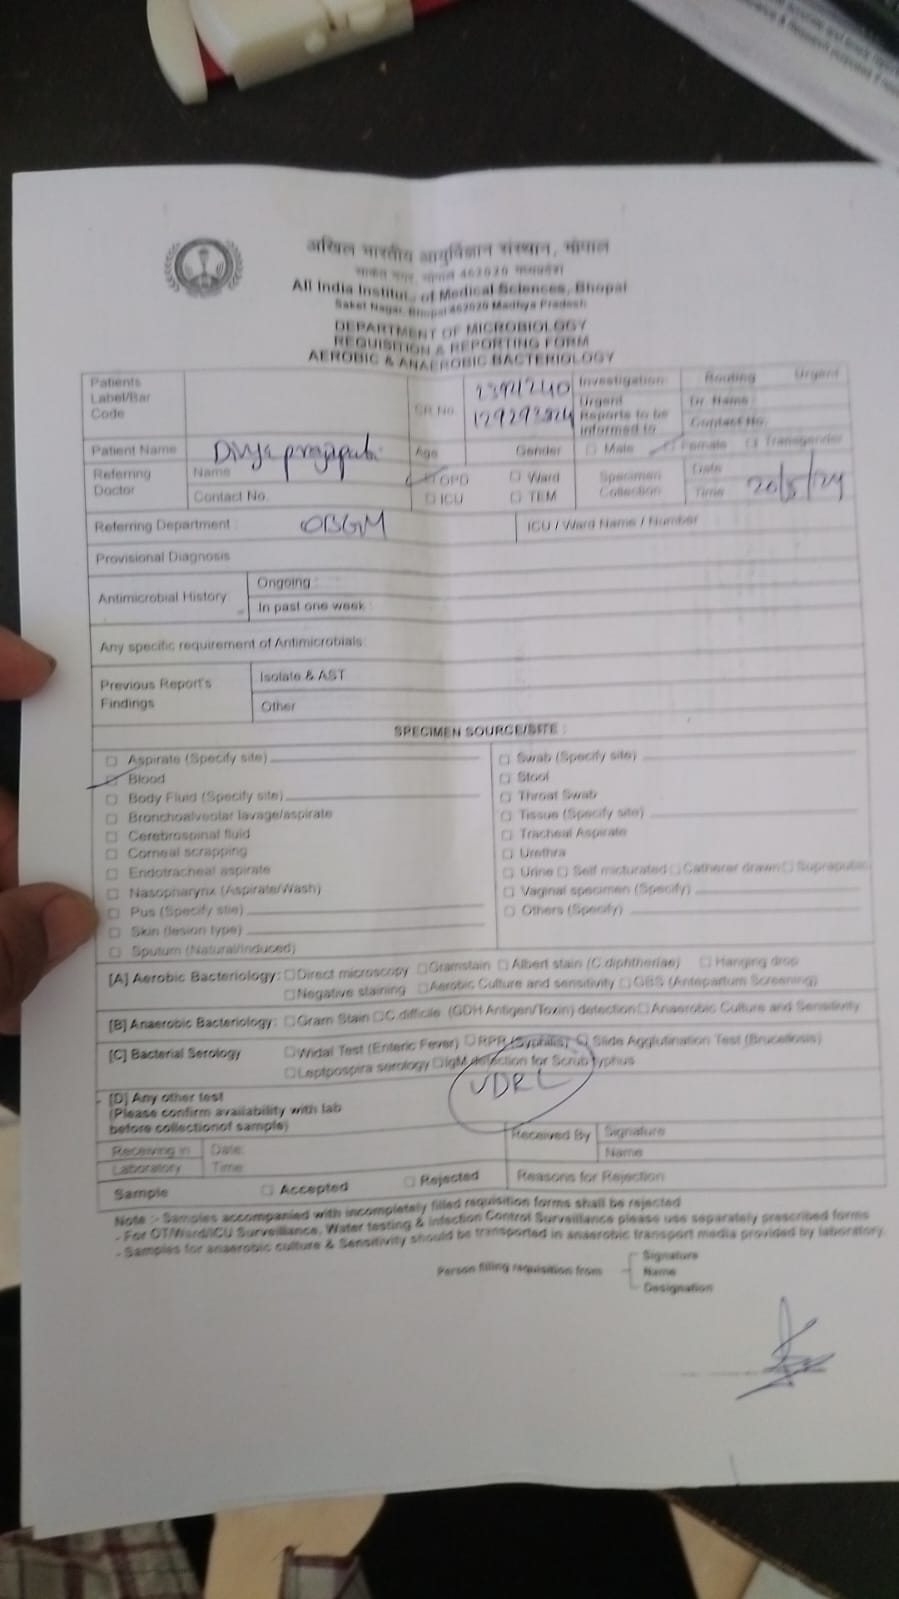 अखिल भारतीय आयुर्विज्ञान संस्थान, भोपाल
साकेत नगर, भोपाल 462020 मध्यप्रदेश
All India Institute of Medical Sciences, Bhopal
Saket Nagar, Bhopal 462020 Madhya Pradesh
DEPARTMENT OF MICROBIOLOGY
REQUISITION & REPORTING FORM
AEROBIC & ANAEROBIC BACTERIOLOGY
Patients Label/Bar Code
CR.No.
Investigation: Routing Urgent
Urgent Reports to be informed to
Dr. Name
Contact No.
Patient Name Divya prajapati Age Gender □ Male □ Female □ Transgender
Referring Doctor Name
Contact No.
□ OPD □ Ward
□ ICU □ TEM
Specimen Collection Date
Time 20/5/24
Referring Department : OBGM ICU / Ward Name / Number
Provisional Diagnosis
Antimicrobial History: Ongoing :
In past one week :
Any specific requirement of Antimicrobials:
Previous Report's Findings Isolate & AST
Other
SPECIMEN SOURCE/SITE :
□ Aspirate (Specify site)
□ Blood
□ Body Fluid (Specify site)
□ Bronchoalveolar lavage/aspirate
□ Cerebrospinal fluid
□ Corneal scrapping
□ Endotracheal aspirate
□ Nasopharynx (Aspirate/Wash)
□ Pus (Specify stie)
□ Skin (lesion type)
□ Sputum (Natural/Induced)
□ Swab (Specify site)
□ Stool
□ Throat Swab
□ Tissue (Specify site)
□ Tracheal Aspirate
□ Urethra
□ Urine □ Self micturated □ Catherer drawn □ Suprapubic
□ Vaginal specimen (Specify)
□ Others (Specify)
[A] Aerobic Bacteriology: □ Direct microscopy □ Gramstain □ Albert stain (C.diphtheriae) □ Hanging drop
□ Negative staining □ Aerobic Culture and sensitivity □ GBS (Antepartum Screening)
[B] Anaerobic Bacteriology: □ Gram Stain □ C.difficile (GDH Antigen/Toxin) detection □ Anaerobic Culture and Sensitivity
[C] Bacterial Serology □ Widal Test (Enteric Fever) □ RPR (Syphilis) □ Slide Agglutination Test (Brucellosis)
□ Leptpospira serology □ IgM detection for Scrub typhus
VDRL
[D] Any other test
(Please confirm availability with lab
before collectionof sample)
Receiving in Laboratory Date:
Time:
Received By Signature
Name
Sample □ Accepted □ Rejected Reasons for Rejection
Note :- Samples accompanied with incompletely filled requisition forms shall be rejected
- For OT/Ward/ICU Surveillance, Water testing & Infection Control Surveillance please use separately prescribed forms
- Samples for anaerobic culture & Sensitivity should be transported in anaerobic transport media provided by laboratory.
Person filling requisition from
Signature
Name
Designation